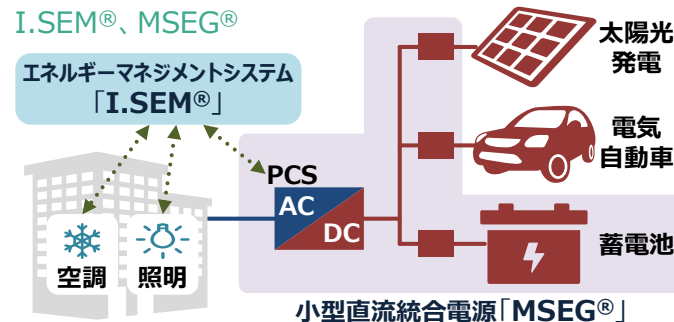 I.SEM®、MSEG®
エネルギーマネジメントシステム
「I.SEM®」
太陽光
発電
電気
自動車
PCS
AC
DC
空調
照明
蓄電池
小型直流統合電源「MSEG®」